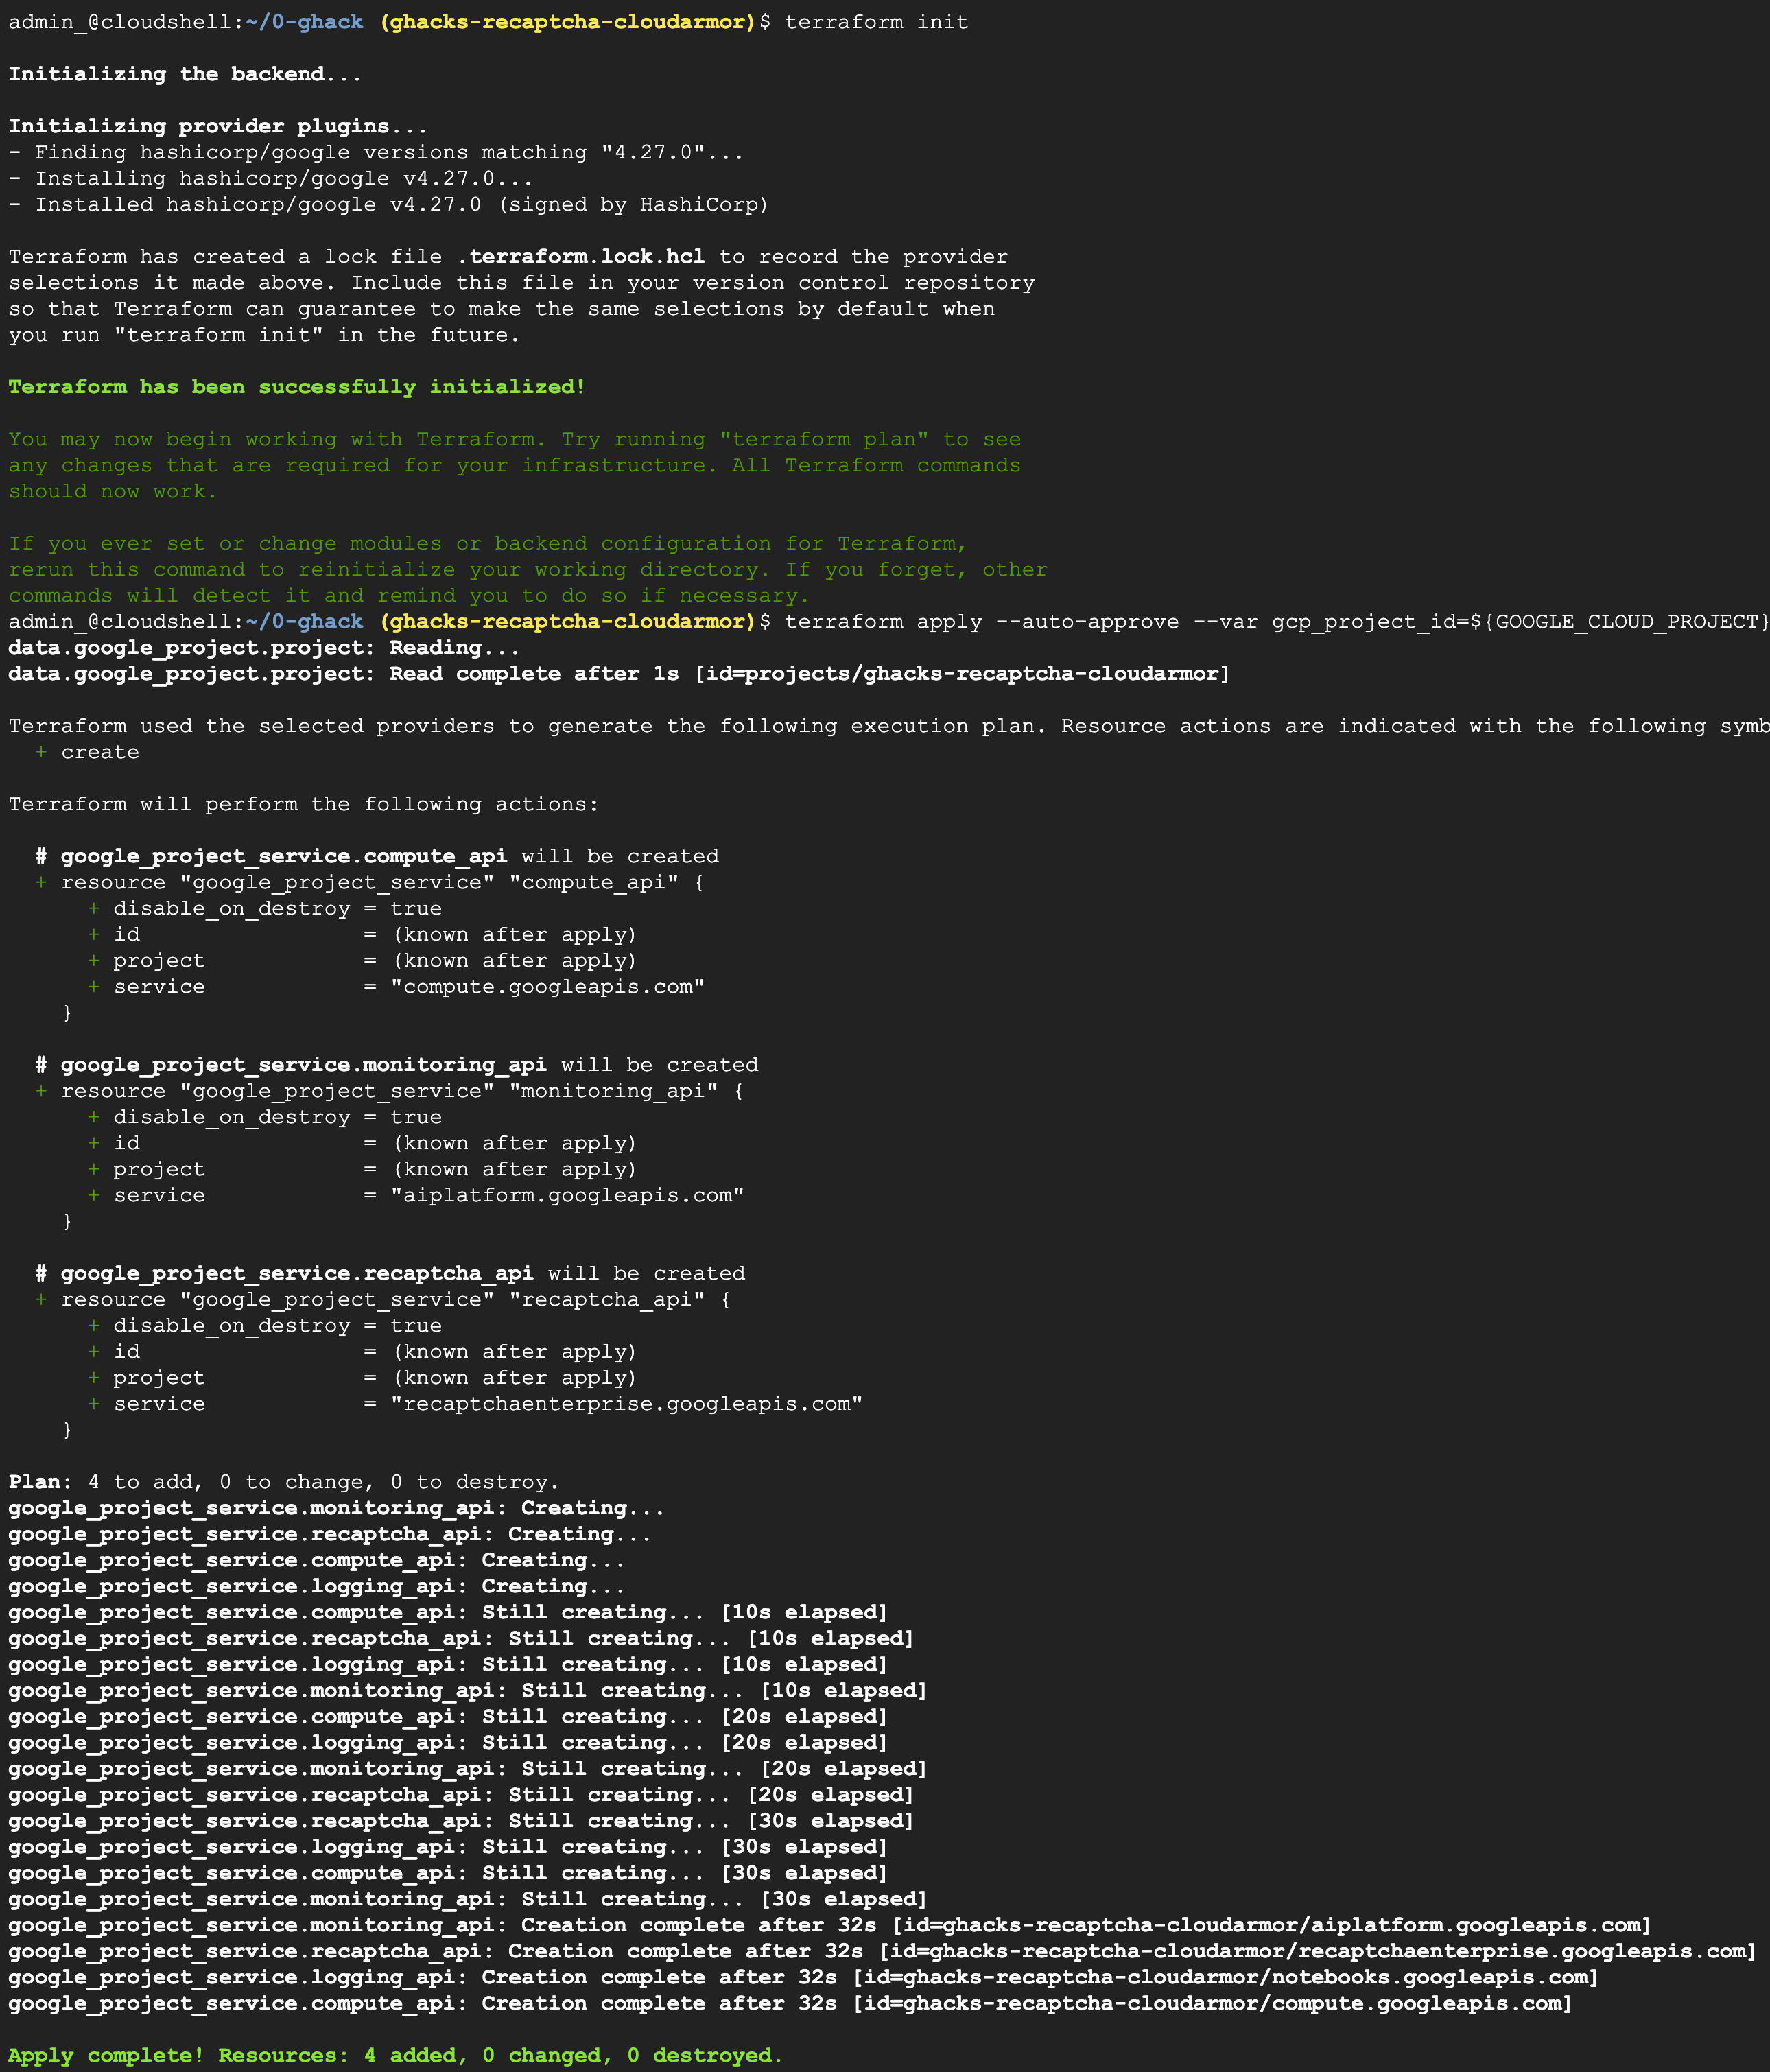 admin_@cloudshell:~/0-ghack (ghacks-recaptcha-cloudarmor)$ terraform init
Initializing the backend...
Initializing provider plugins...
- Finding hashicorp/google versions matching "4.27.0"...
- Installing hashicorp/google v4.27.0...
- Installed hashicorp/google v4.27.0 (signed by HashiCorp)
Terraform has created a lock file .terraform.lock.hcl to record the provider
selections it made above. Include this file in your version control repository
so that Terraform can guarantee to make the same selections by default when
you run "terraform init" in the future.
Terraform has been successfully initialized!
You may now begin working with Terraform. Try running "terraform plan" to see
any changes that are required for your infrastructure. All Terraform commands
should now work.
If you ever set or change modules or backend configuration for Terraform,
rerun this command to reinitialize your working directory. If you forget, other
commands will detect it and remind you to do so if necessary.
admin_@cloudshell:~/0-ghack (ghacks-recaptcha-cloudarmor)$ terraform apply --auto-approve --var gcp_project_id=${GOOGLE_CLOUD_PROJECT}
data.google_project.project: Reading...
data.google_project.project: Read complete after 1s [id=projects/ghacks-recaptcha-cloudarmor]
Terraform used the selected providers to generate the following execution plan. Resource actions are indicated with the following symb
+ create
Terraform will perform the following actions:
# google_project_service.compute_api will be created
+ resource "google_project_service" "compute_api" {
+ disable_on_destroy = true
+ id = (known after apply)
+ project = (known after apply)
+ service = "compute.googleapis.com"
}
# google_project_service.monitoring_api will be created
+ resource "google_project_service" "monitoring_api" {
+ disable_on_destroy = true
+ id = (known after apply)
+ project = (known after apply)
+ service = "aiplatform.googleapis.com"
}
# google_project_service.recaptcha_api will be created
+ resource "google_project_service" "recaptcha_api" {
+ disable_on_destroy = true
+ id = (known after apply)
+ project = (known after apply)
+ service = "recaptchaenterprise.googleapis.com"
}
Plan: 4 to add, 0 to change, 0 to destroy.
google_project_service.monitoring_api: Creating...
google_project_service.recaptcha_api: Creating...
google_project_service.compute_api: Creating...
google_project_service.logging_api: Creating...
google_project_service.compute_api: Still creating... [10s elapsed]
google_project_service.recaptcha_api: Still creating... [10s elapsed]
google_project_service.logging_api: Still creating... [10s elapsed]
google_project_service.monitoring_api: Still creating... [10s elapsed]
google_project_service.compute_api: Still creating... [20s elapsed]
google_project_service.logging_api: Still creating... [20s elapsed]
google_project_service.monitoring_api: Still creating... [20s elapsed]
google_project_service.recaptcha_api: Still creating... [20s elapsed]
google_project_service.recaptcha_api: Still creating... [30s elapsed]
google_project_service.logging_api: Still creating... [30s elapsed]
google_project_service.compute_api: Still creating... [30s elapsed]
google_project_service.monitoring_api: Still creating... [30s elapsed]
google_project_service.monitoring_api: Creation complete after 32s [id=ghacks-recaptcha-cloudarmor/aiplatform.googleapis.com]
google_project_service.recaptcha_api: Creation complete after 32s [id=ghacks-recaptcha-cloudarmor/recaptchaenterprise.googleapis.com]
google_project_service.logging_api: Creation complete after 32s [id=ghacks-recaptcha-cloudarmor/notebooks.googleapis.com]
google_project_service.compute_api: Creation complete after 32s [id=ghacks-recaptcha-cloudarmor/compute.googleapis.com]
Apply complete! Resources: 4 added, 0 changed, 0 destroyed.